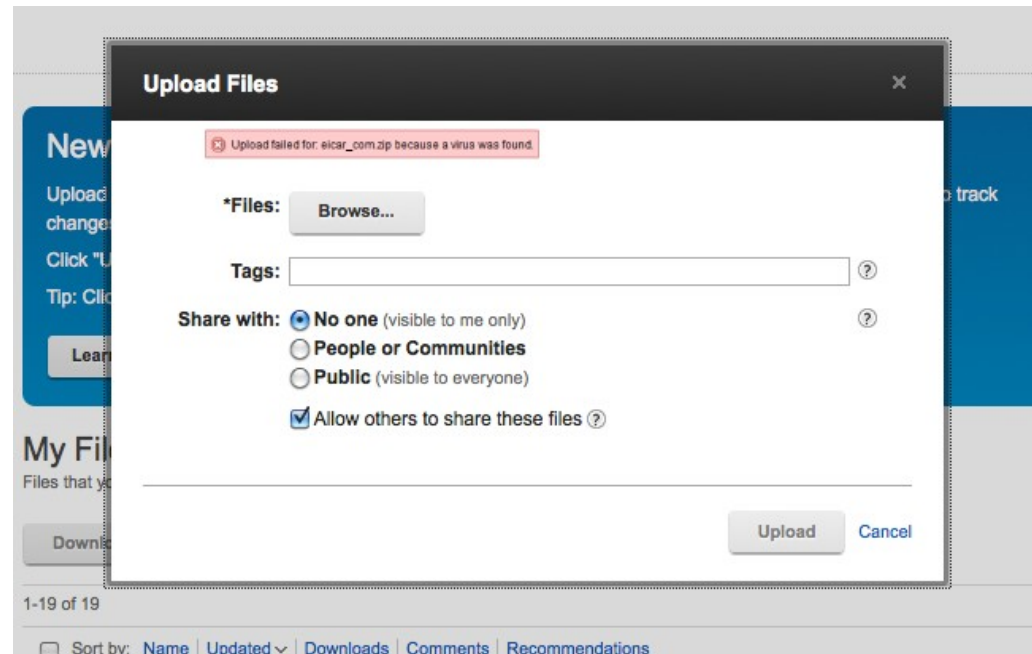 Upload Files
×
New
Upload failed for: eicar_com.zip because a virus was found.
Upload
track
change
*Files: Browse...
Click "U
Tags: ?
Tip: Clic
Share with: No one (visible to me only) ?
People or Communities
Lear
Public (visible to everyone)
Allow others to share these files ?
My Fil
Files that yo
Upload Cancel
Downlo
1-19 of 19
Sort by: Name | Updated | Downloads | Comments | Recommendations